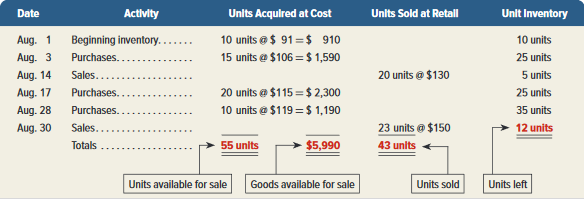 Date Activity Units Acquired at Cost Units Sold at Retail Unit Inventory
Aug. 1 Beginning inventory....... 10 units @ $ 91 = $ 910 10 units
Aug. 3 Purchases.............. 15 units @ $106 = $ 1,590 25 units
Aug. 14 Sales.................. 20 units @ $130 5 units
Aug. 17 Purchases.............. 20 units @ $115 = $ 2,300 25 units
Aug. 28 Purchases.............. 10 units @ $119 = $ 1,190 35 units
Aug. 30 Sales.................. 23 units @ $150 12 units
Totals ................. 55 units $5,990 43 units
Units available for sale Goods available for sale Units sold Units left